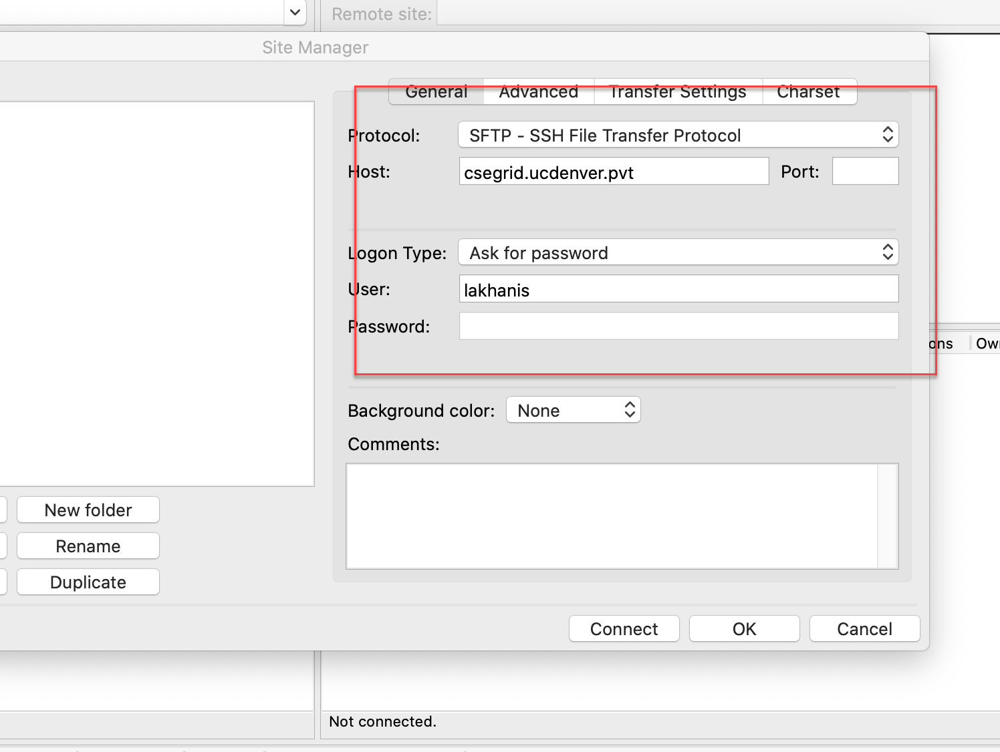 Remote site:
Site Manager
General Advanced Transfer Settings Charset
Protocol: SFTP - SSH File Transfer Protocol
Host: csegrid.ucdenver.pvt Port:
Logon Type: Ask for password
User: lakhanis
Password:
ons Own
Background color: None
Comments:
New folder
Rename
Duplicate
Connect OK Cancel
Not connected.